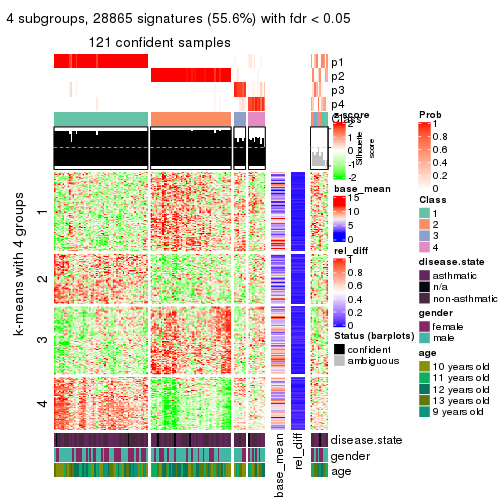 4 subgroups, 28865 signatures (55.6%) with fdr < 0.05
121 confident samples
p1
p2
p3
p4
Class
Silhouette
score
k-means with 4 groups
1
2
3
4
disease.state
gender
age
base_mean
rel_diff
z-score
2
1
0
-1
-2
base_mean
15
10
5
0
rel_diff
1
0.8
0.6
0.4
0.2
0
Status (barplots)
confident
ambiguous
Prob
1
0.8
0.6
0.4
0.2
0
Class
1
2
3
4
disease.state
asthmatic
n/a
non-asthmatic
gender
female
male
age
10 years old
11 years old
12 years old
13 years old
9 years old